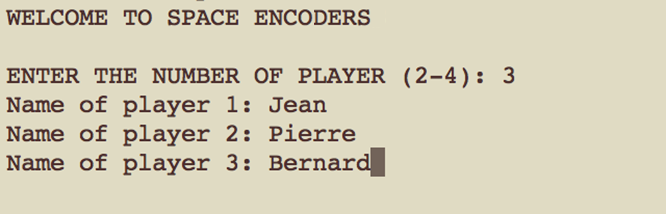 WELCOME TO SPACE ENCODERS
ENTER THE NUMBER OF PLAYER (2-4): 3
Name of player 1: Jean
Name of player 2: Pierre
Name of player 3: Bernard